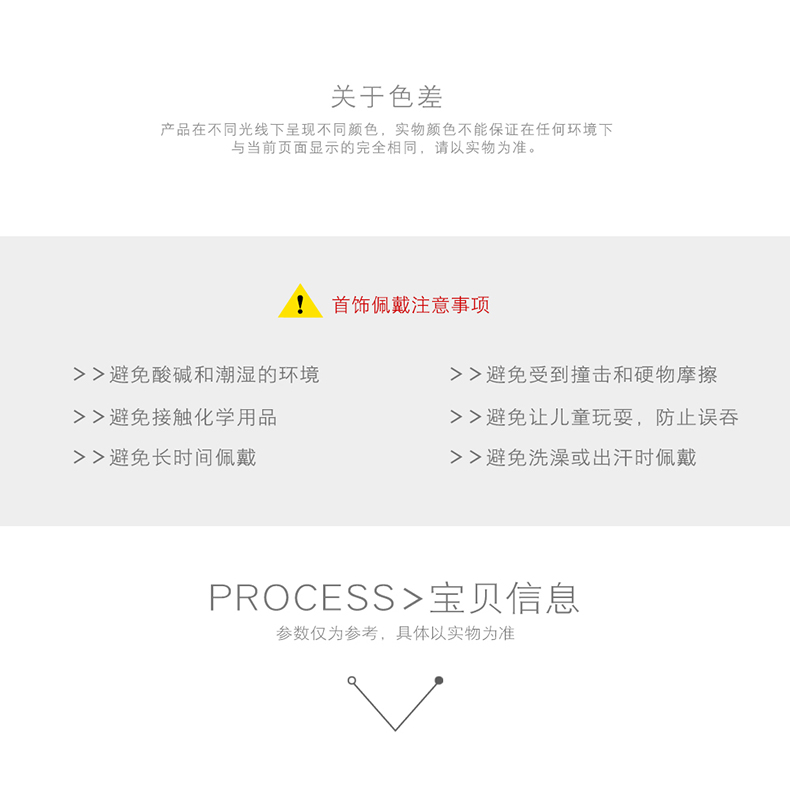 关于色差
产品在不同光线下呈现不同颜色，实物颜色不能保证在任何环境下
与当前页面显示的完全相同，请以实物为准。
首饰佩戴注意事项
>>避免酸碱和潮湿的环境
>>避免受到撞击和硬物摩擦
>>避免接触化学用品
>>避免让儿童玩耍，防止误吞
>>避免长时间佩戴
>>避免洗澡或出汗时佩戴
PROCESS>宝贝信息
参数仅为参考，具体以实物为准